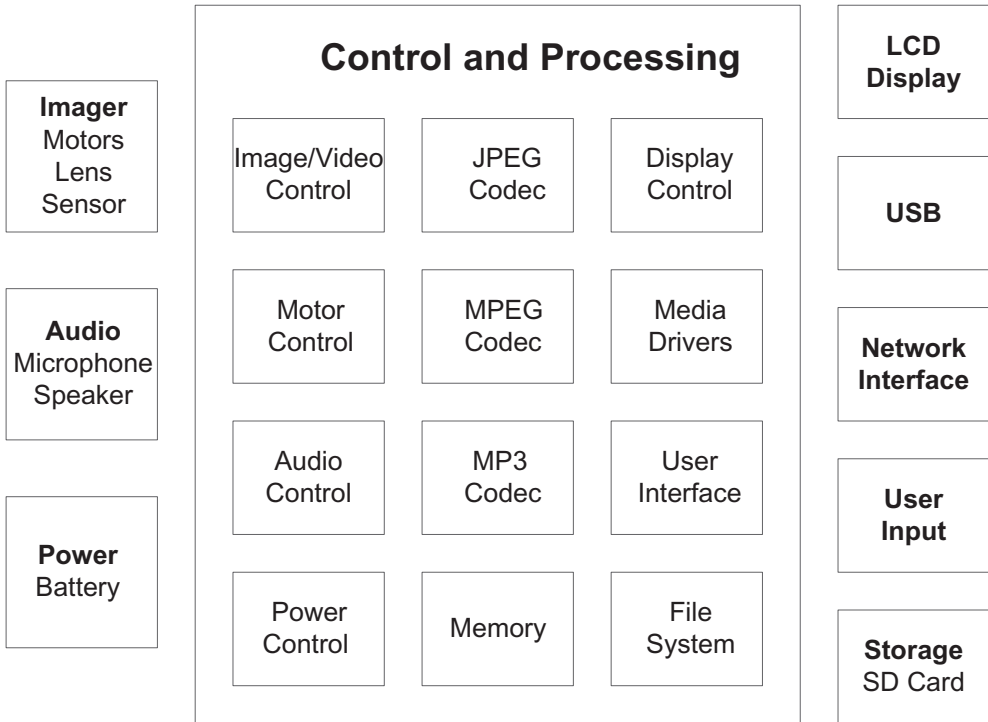 Control and Processing
Imager
Motors
Lens
Sensor
Audio
Microphone
Speaker
Power
Battery
Image/Video
Control
JPEG
Codec
Display
Control
Motor
Control
MPEG
Codec
Media
Drivers
Audio
Control
MP3
Codec
User
Interface
Power
Control
Memory
File
System
LCD
Display
USB
Network
Interface
User
Input
Storage
SD Card